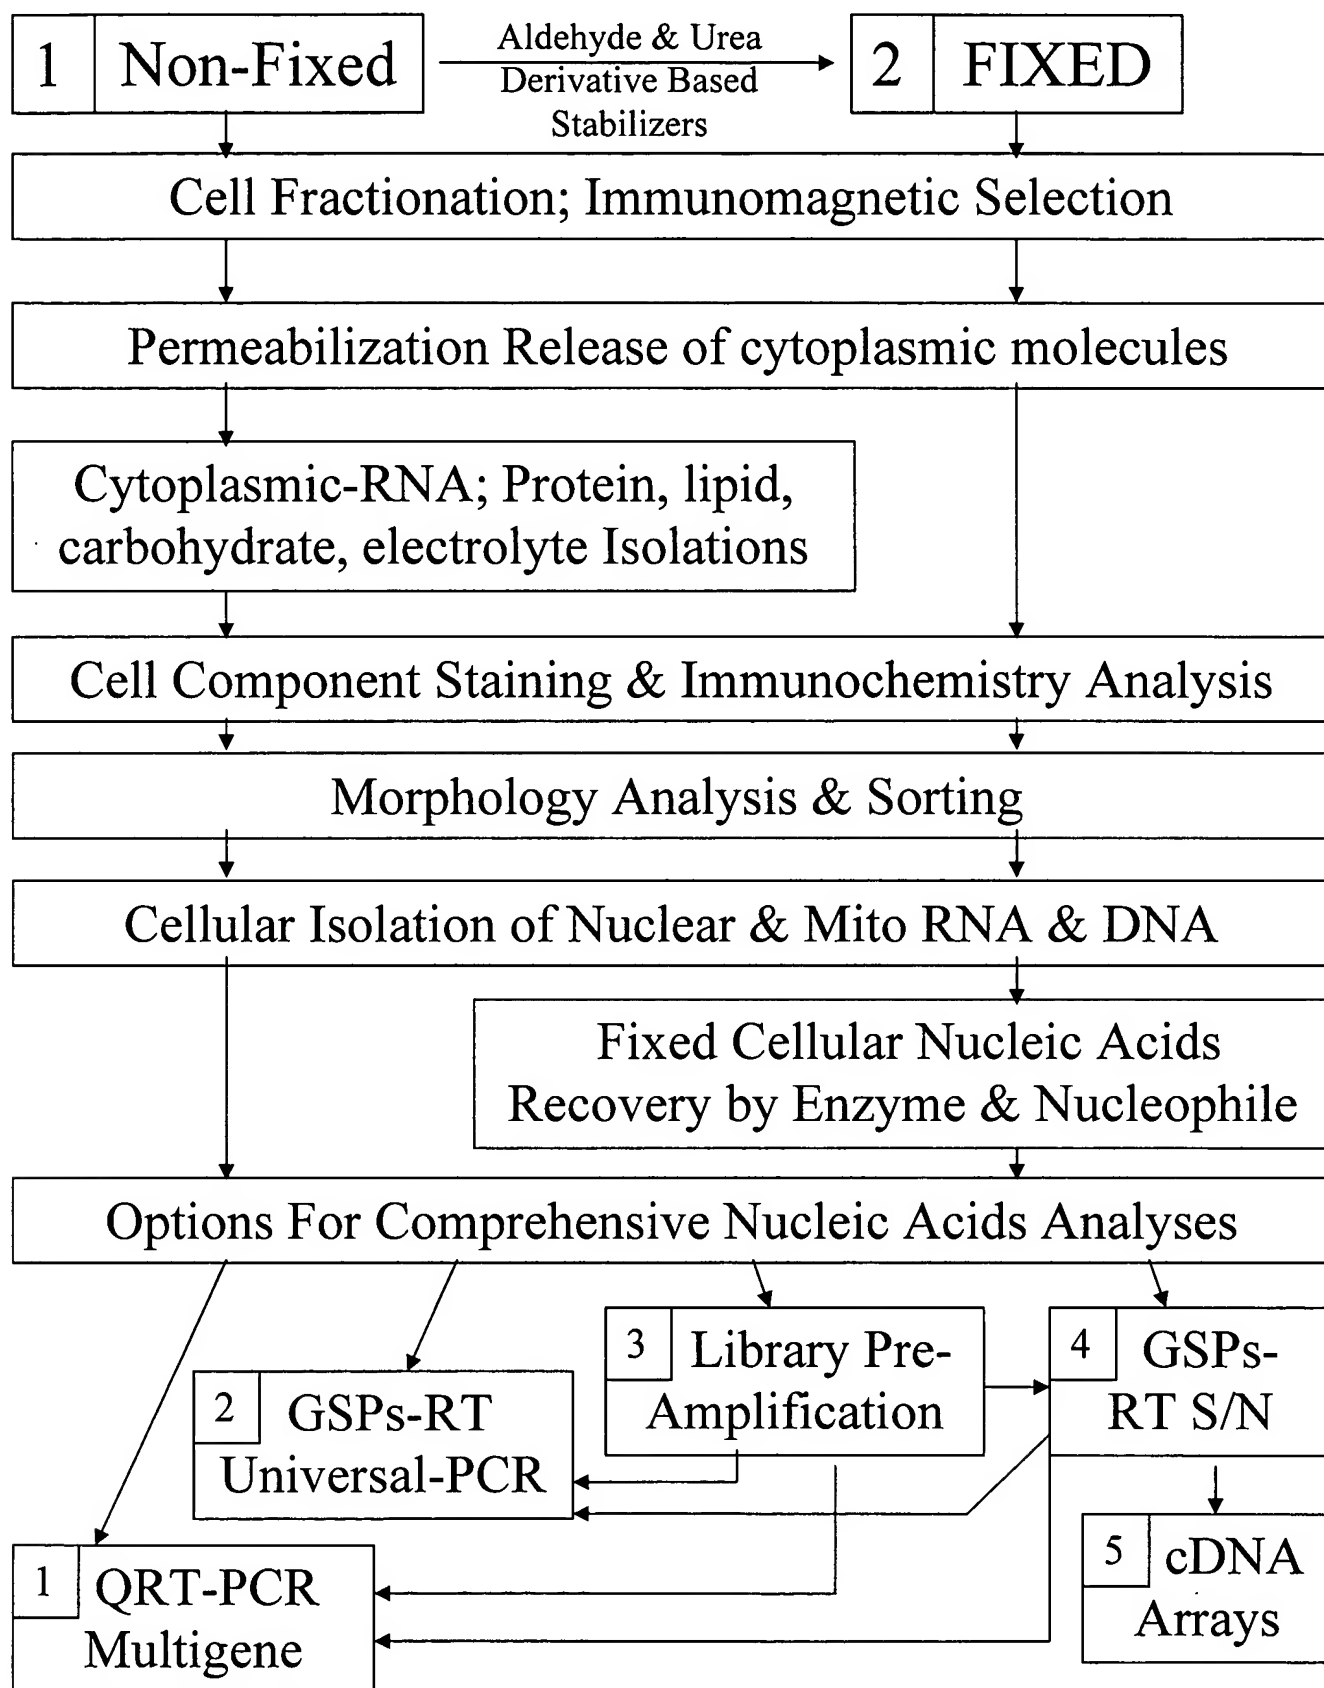 1 Non-Fixed
Aldehyde & Urea
Derivative Based
Stabilizers
2 FIXED
Cell Fractionation; Immunomagnetic Selection
Permeabilization Release of cytoplasmic molecules
Cytoplasmic-RNA; Protein, lipid,
carbohydrate, electrolyte Isolations
Cell Component Staining & Immunochemistry Analysis
Morphology Analysis & Sorting
Cellular Isolation of Nuclear & Mito RNA & DNA
Fixed Cellular Nucleic Acids
Recovery by Enzyme & Nucleophile
Options For Comprehensive Nucleic Acids Analyses
3 Library Pre-
Amplification
4 GSPs-
RT S/N
2 GSPs-RT
Universal-PCR
5 cDNA
Arrays
1 QRT-PCR
Multigene